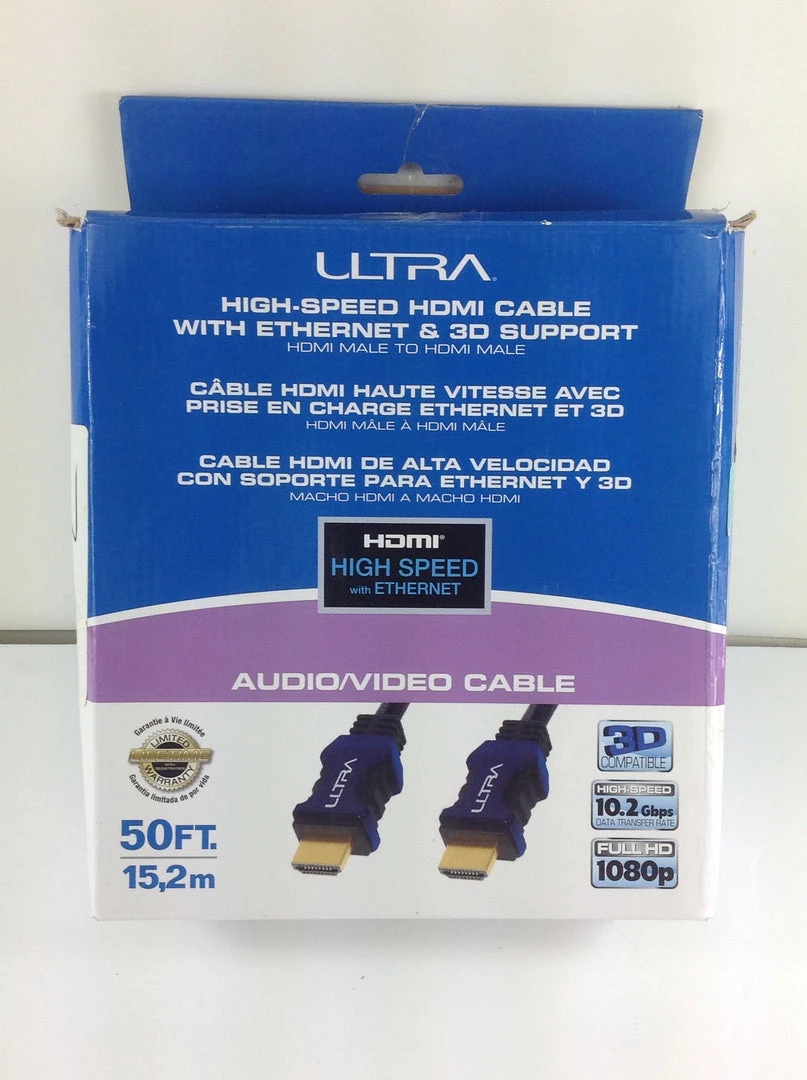 ULTRA®
HIGH-SPEED HDMI CABLE
WITH ETHERNET & 3D SUPPORT
HDMI MALE TO HDMI MALE
CÂBLE HDMI HAUTE VITESSE AVEC
PRISE EN CHARGE ETHERNET ET 3D
HDMI MÂLE À HDMI MÂLE
CABLE HDMI DE ALTA VELOCIDAD
CON SOPORTE PARA ETHERNET Y 3D
MACHO HDMI A MACHO HDMI
HDMI®
HIGH SPEED
with ETHERNET
AUDIO/VIDEO CABLE
Garantie à Vie limitée
LIMITED
LIFETIME
WARRANTY
Garantía limitada de por vida
50FT.
15,2m
ULTRA
ULTRA
3D
COMPATIBLE
HIGH-SPEED
10.2 Gbps
DATA TRANSFER RATE
FULL HD
1080p